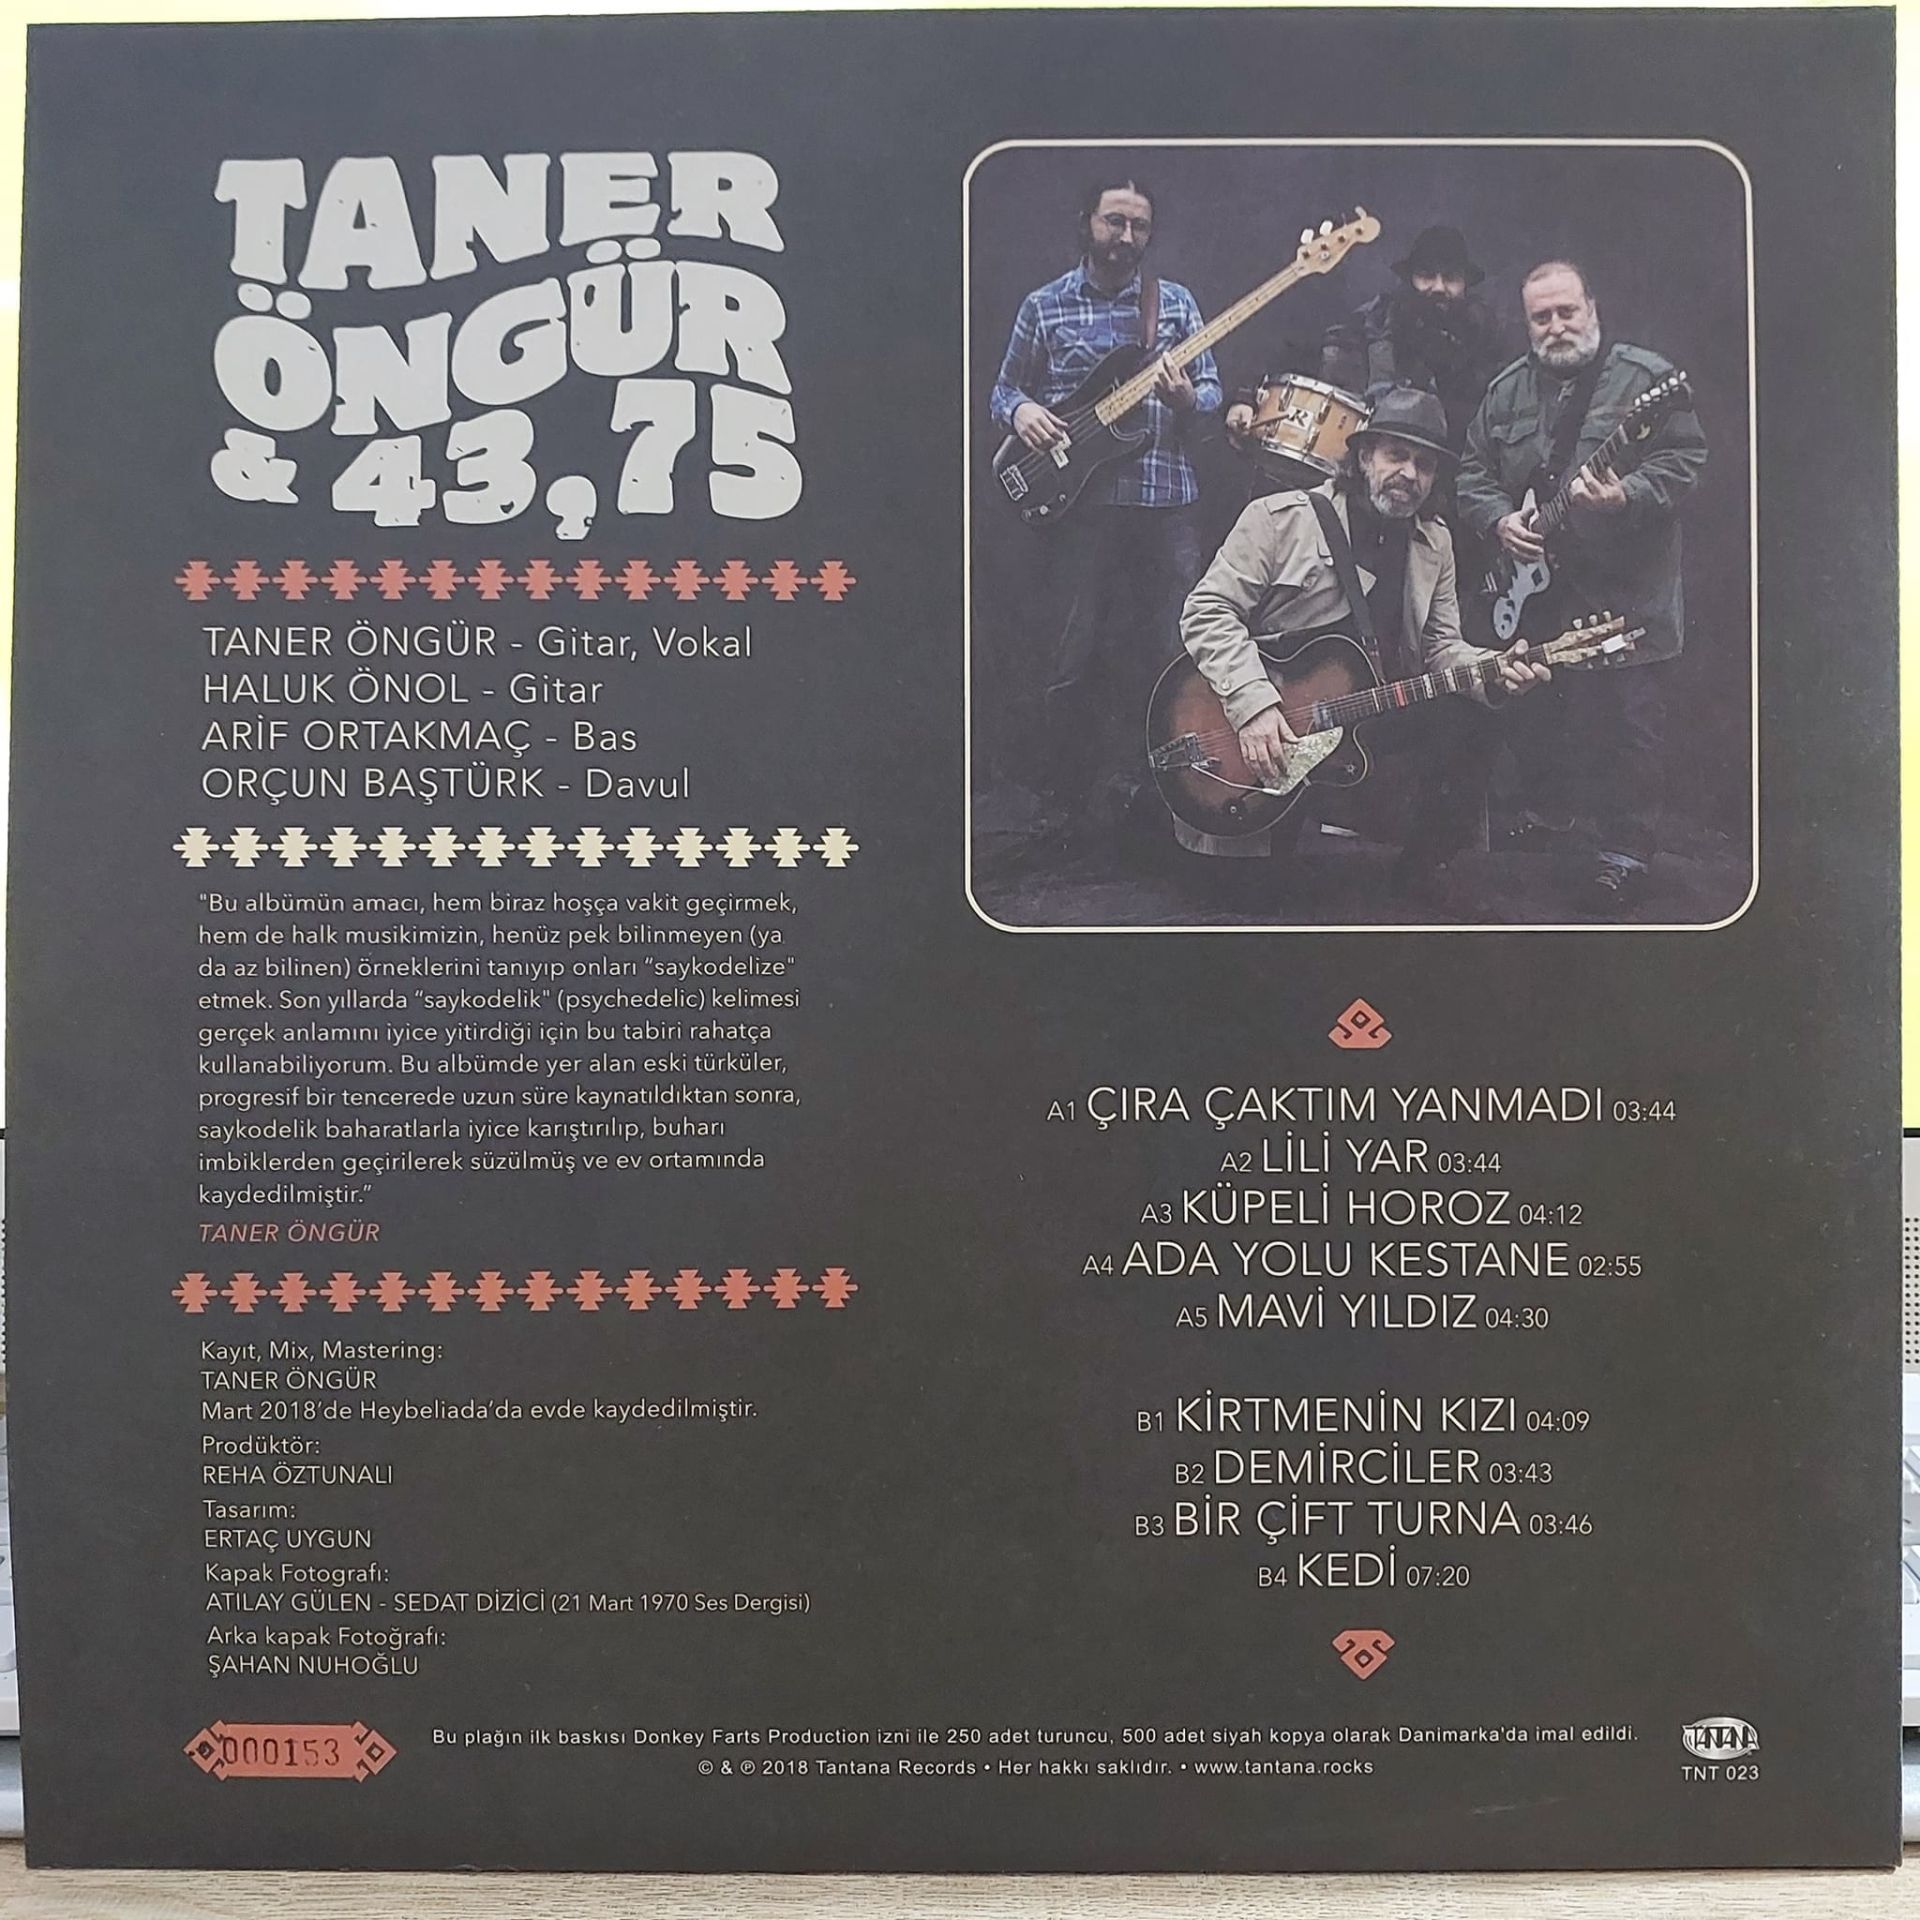 TANER
ÖNGÜR
& 43,75
TANER ÖNGÜR - Gitar, Vokal
HALUK ÖNOL - Gitar
ARİF ORTAKMAÇ - Bas
ORÇUN BAŞTÜRK - Davul
"Bu albümün amacı, hem biraz hoşça vakit geçirmek,
hem de halk musikimizin, henüz pek bilinmeyen (ya
da az bilinen) örneklerini tanıyıp onları “saykodelize"
etmek. Son yıllarda “saykodelik" (psychedelic) kelimesi
gerçek anlamını iyice yitirdiği için bu tabiri rahatça
kullanabiliyorum. Bu albümde yer alan eski türküler,
progresif bir tencerede uzun süre kaynatıldıktan sonra,
saykodelik baharatlarla iyice karıştırılıp, buharı
imbiklerden geçirilerek süzülmüş ve ev ortamında
kaydedilmiştir.”
TANER ÖNGÜR
Kayıt, Mix, Mastering:
TANER ÖNGÜR
Mart 2018’de Heybeliada’da evde kaydedilmiştir.
Prodüktör:
REHA ÖZTUNALI
Tasarım:
ERTAÇ UYGUN
Kapak Fotografı:
ATILAY GÜLEN - SEDAT DİZİCİ (21 Mart 1970 Ses Dergisi)
Arka kapak Fotoğrafı:
ŞAHAN NUHOĞLU
R
A1 ÇIRA ÇAKTIM YANMADI 03:44
A2 LİLİ YAR 03:44
A3 KÜPELİ HOROZ 04:12
A4 ADA YOLU KESTANE 02:55
A5 MAVİ YILDIZ 04:30
B1 KİRTMENİN KIZI 04:09
B2 DEMİRCİLER 03:43
B3 BİR ÇİFT TURNA 03:46
B4 KEDİ 07:20
000153
Bu plağın ilk baskısı Donkey Farts Production izni ile 250 adet turuncu, 500 adet siyah kopya olarak Danimarka'da imal edildi.
© & ℗ 2018 Tantana Records • Her hakkı saklıdır. • www.tantana.rocks
TANTANA
TNT 023